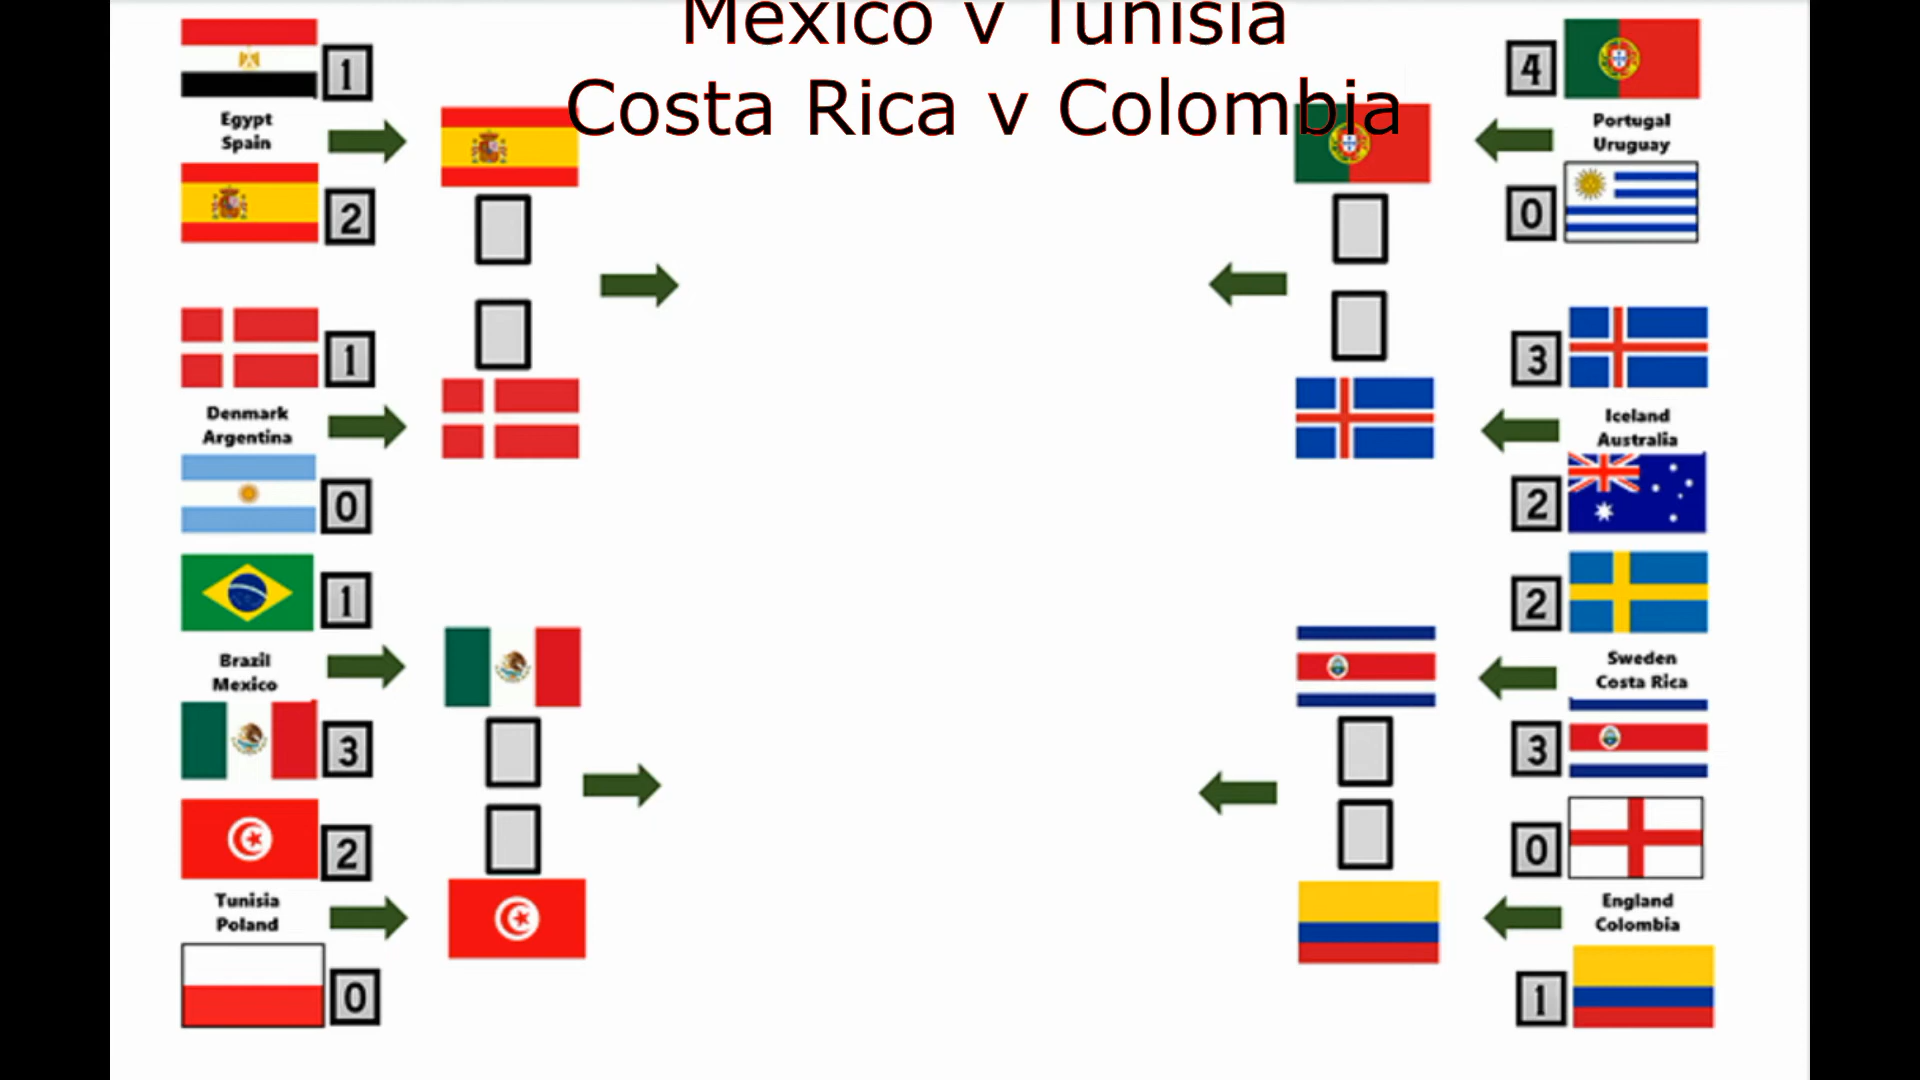 Mexico v Tunisia
Costa Rica v Colombia
1
Egypt
Spain
2
1
Denmark
Argentina
0
1
Brazil
Mexico
3
2
Tunisia
Poland
0
4
Portugal
Uruguay
0
3
Iceland
Australia
2
2
Sweden
Costa Rica
3
0
England
Colombia
1